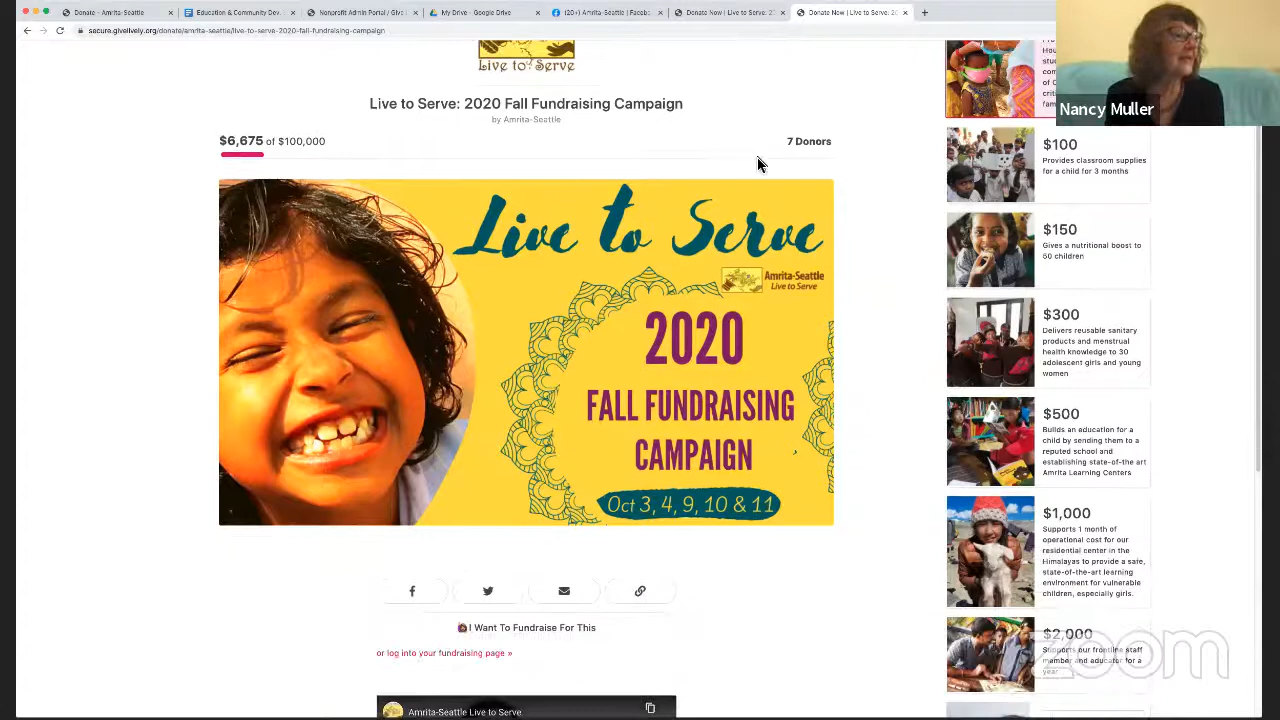 Donate - Amrita-Seattle
Education & Community Dev
Nonprofit Admin Portal / Give
My Drive - Google Drive
(20+) Amrita-Seattle | Faceb
Donate Now | Live to Serve: 20
Donate Now | Live to Serve: 20
secure.givelively.org/donate/amrita-seattle/live-to-serve-2020-fall-fundraising-campaign
Live to Serve
Live to Serve: 2020 Fall Fundraising Campaign
by Amrita-Seattle
$6,675 of $100,000
7 Donors
Live to Serve
Amrita-Seattle
Live to Serve
2020
FALL FUNDRAISING
CAMPAIGN
Oct 3, 4, 9, 10 & 11
I Want To Fundraise For This
or log into your fundraising page »
Amrita-Seattle Live to Serve
Nancy Muller
$100
Provides classroom supplies
for a child for 3 months
$150
Gives a nutritional boost to
50 children
$300
Delivers reusable sanitary
products and menstrual
health knowledge to 30
adolescent girls and young
women
$500
Builds an education for a
child by sending them to a
reputed school and
establishing state-of-the art
Amrita Learning Centers
$1,000
Supports 1 month of
operational cost for our
residential center in the
Himalayas to provide a safe,
state-of-the-art learning
environment for vulnerable
children, especially girls.
$2,000
Supports our frontline staff
member and educator for a
year
zoom